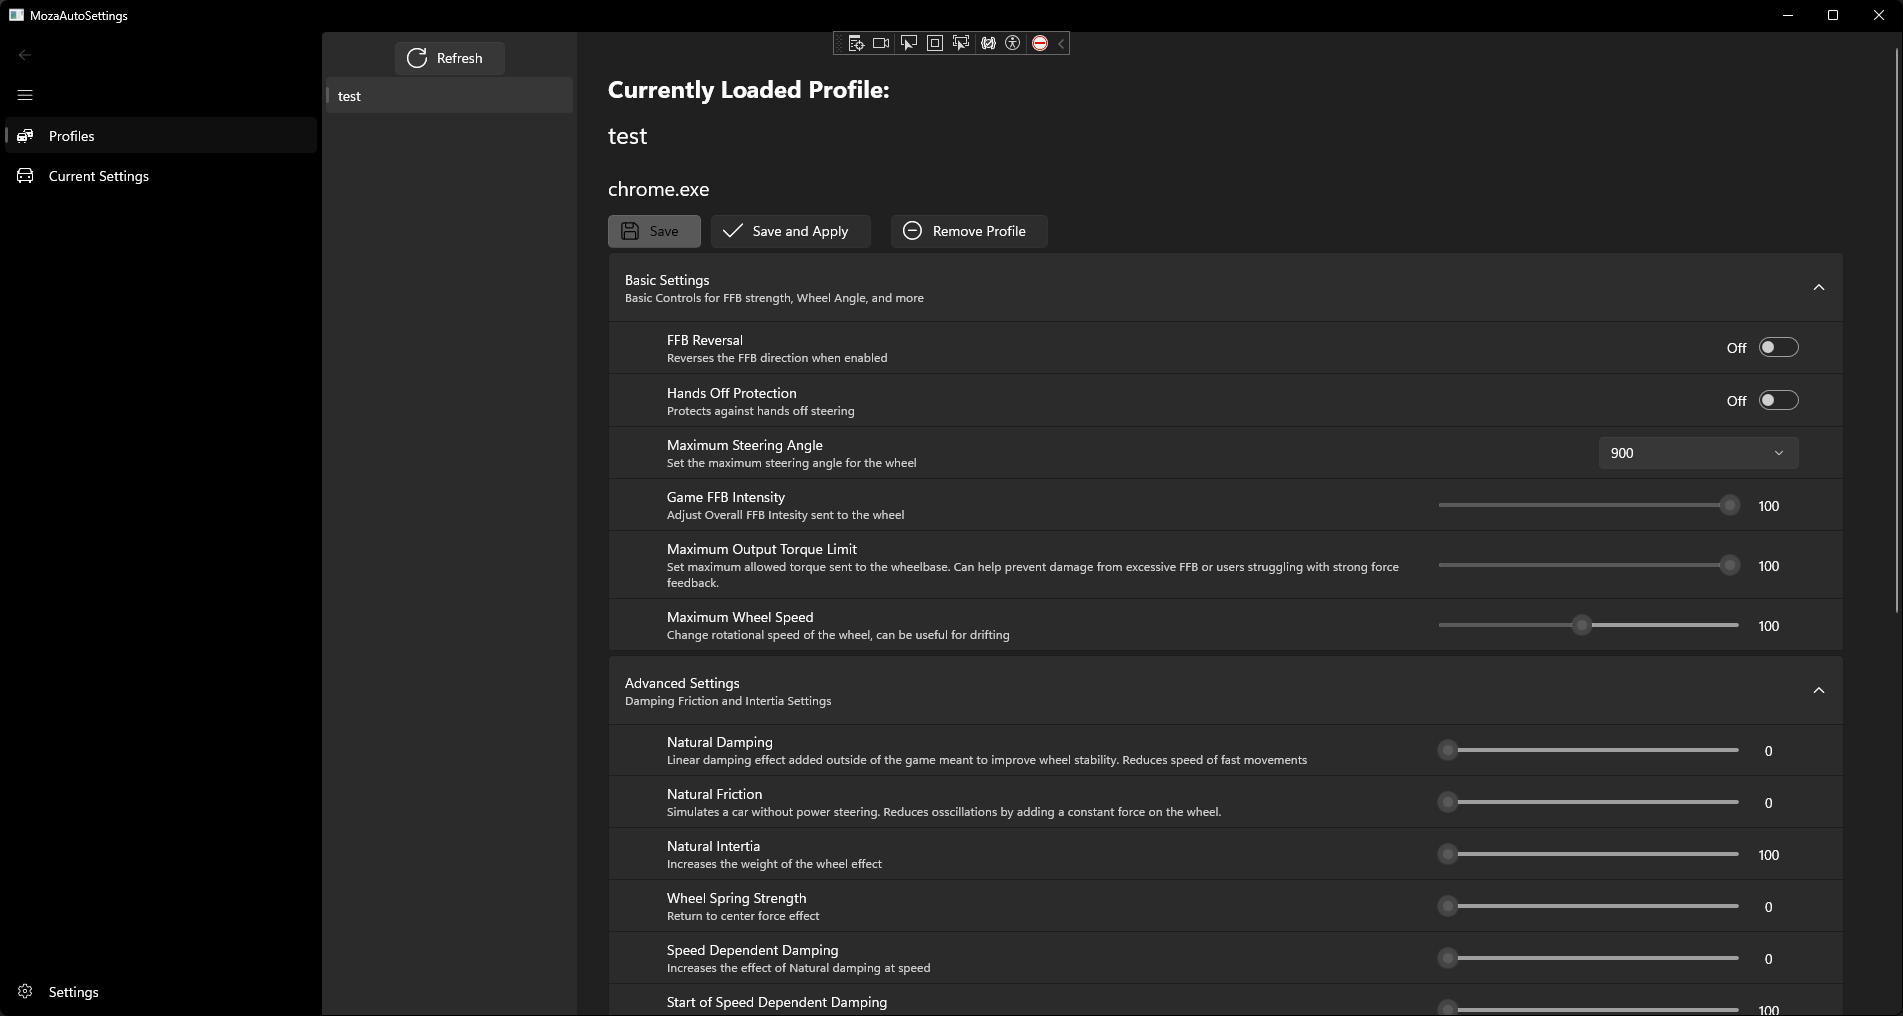 MozaAutoSettings
Profiles
Current Settings
Settings
Refresh
test
Currently Loaded Profile:
test
chrome.exe
Save
Save and Apply
Remove Profile
Basic Settings
Basic Controls for FFB strength, Wheel Angle, and more
FFB Reversal
Reverses the FFB direction when enabled
Off
Hands Off Protection
Protects against hands off steering
Off
Maximum Steering Angle
Set the maximum steering angle for the wheel
900
Game FFB Intensity
Adjust Overall FFB Intesity sent to the wheel
100
Maximum Output Torque Limit
Set maximum allowed torque sent to the wheelbase. Can help prevent damage from excessive FFB or users struggling with strong force
feedback.
100
Maximum Wheel Speed
Change rotational speed of the wheel, can be useful for drifting
100
Advanced Settings
Damping Friction and Intertia Settings
Natural Damping
Linear damping effect added outside of the game meant to improve wheel stability. Reduces speed of fast movements
0
Natural Friction
Simulates a car without power steering. Reduces osscillations by adding a constant force on the wheel.
0
Natural Intertia
Increases the weight of the wheel effect
100
Wheel Spring Strength
Return to center force effect
0
Speed Dependent Damping
Increases the effect of Natural damping at speed
0
Start of Speed Dependent Damping
100